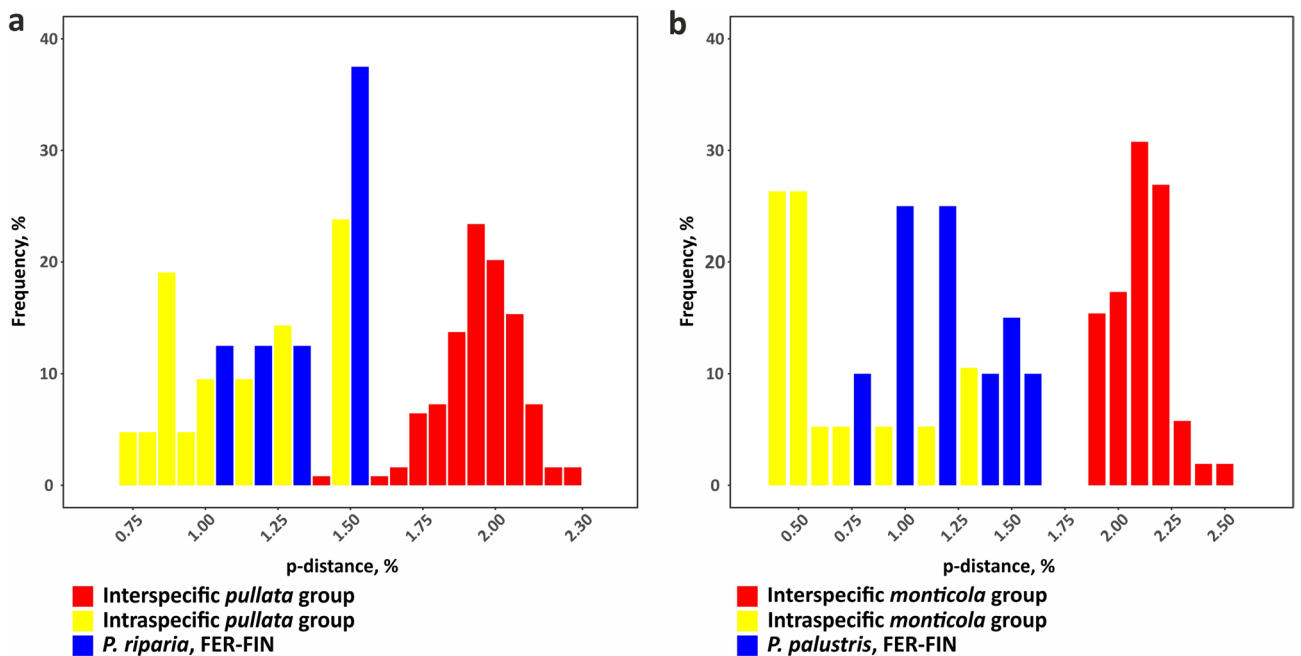 a
Frequency, %
40
30
20
10
0
0.75
1.00
1.25
1.50
1.75
2.00
2.30
p-distance, %
Interspecific pullata group
Intraspecific pullata group
P. riparia, FER-FIN
b
Frequency, %
40
30
20
10
0
0.50
0.75
1.00
1.25
1.50
1.75
2.00
2.25
2.50
p-distance, %
Interspecific monticola group
Intraspecific monticola group
P. palustris, FER-FIN